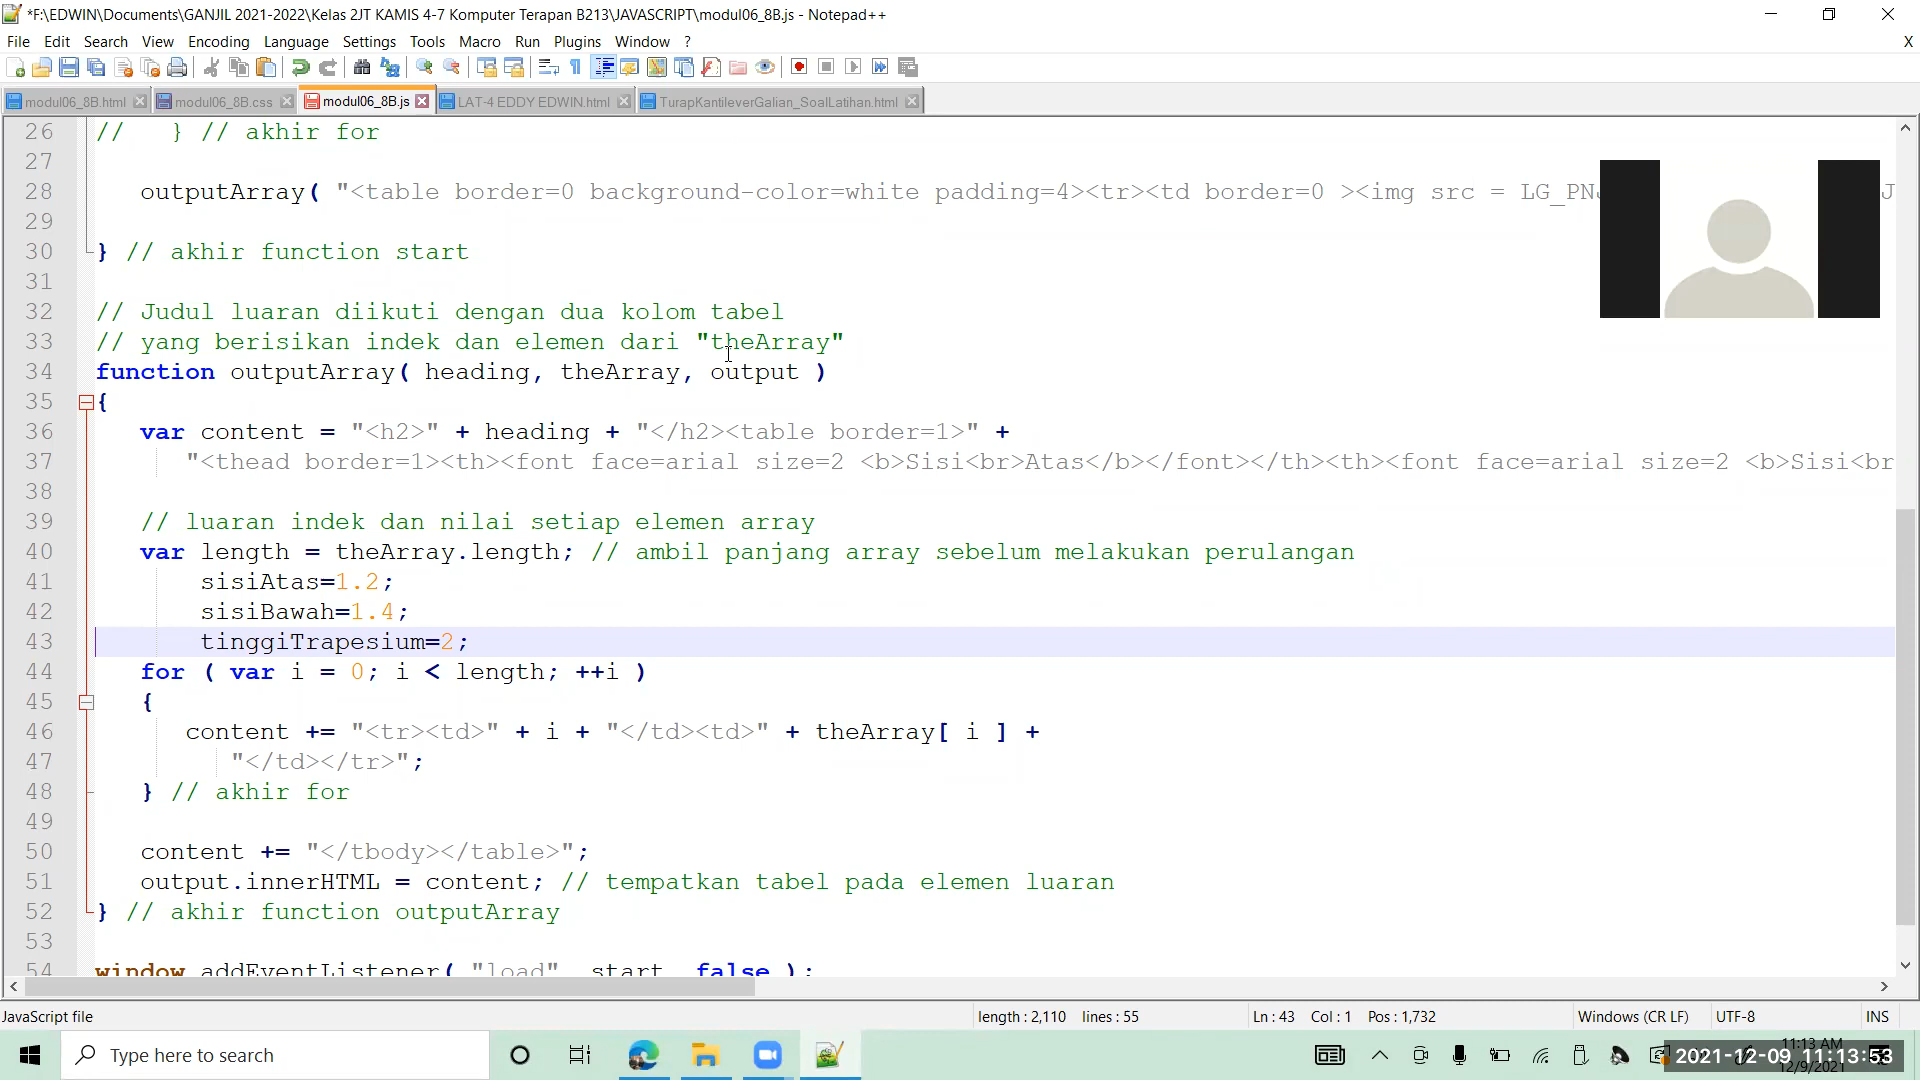 *F:\EDWIN\Documents\GANJIL 2021-2022\Kelas 2JT KAMIS 4-7 Komputer Terapan B213\JAVASCRIPT\modul06_8B.js - Notepad++
File Edit Search View Encoding Language Settings Tools Macro Run Plugins Window ? X
modul06_8B.html modul06_8B.css modul06_8B.js LAT-4 EDDY EDWIN.html TurapKantileverGalian_SoalLatihan.html
26 // } // akhir for
27
28 outputArray( "<table border=0 background-color=white padding=4><tr><td border=0 ><img src = LG_PN
29
30 } // akhir function start
31
32 // Judul luaran diikuti dengan dua kolom tabel
33 // yang berisikan indek dan elemen dari "theArray"
34 function outputArray( heading, theArray, output )
35 {
36 var content = "<h2>" + heading + "</h2><table border=1>" +
37 "<thead border=1><th><font face=arial size=2 <b>Sisi<br>Atas</b></font></th><th><font face=arial size=2 <b>Sisi<br
38
39 // luaran indek dan nilai setiap elemen array
40 var length = theArray.length; // ambil panjang array sebelum melakukan perulangan
41 sisiAtas=1.2;
42 sisiBawah=1.4;
43 tinggiTrapesium=2;
44 for ( var i = 0; i < length; ++i )
45 {
46 content += "<tr><td>" + i + "</td><td>" + theArray[ i ] +
47 "</td></tr>";
48 } // akhir for
49
50 content += "</tbody></table>";
51 output.innerHTML = content; // tempatkan tabel pada elemen luaran
52 } // akhir function outputArray
53
54 window addEventListener( "load" start false );
JavaScript file length : 2,110 lines : 55 Ln : 43 Col : 1 Pos : 1,732 Windows (CR LF) UTF-8 INS
Type here to search
11:13 AM
2021-12-09 11:13:53
12/9/2021